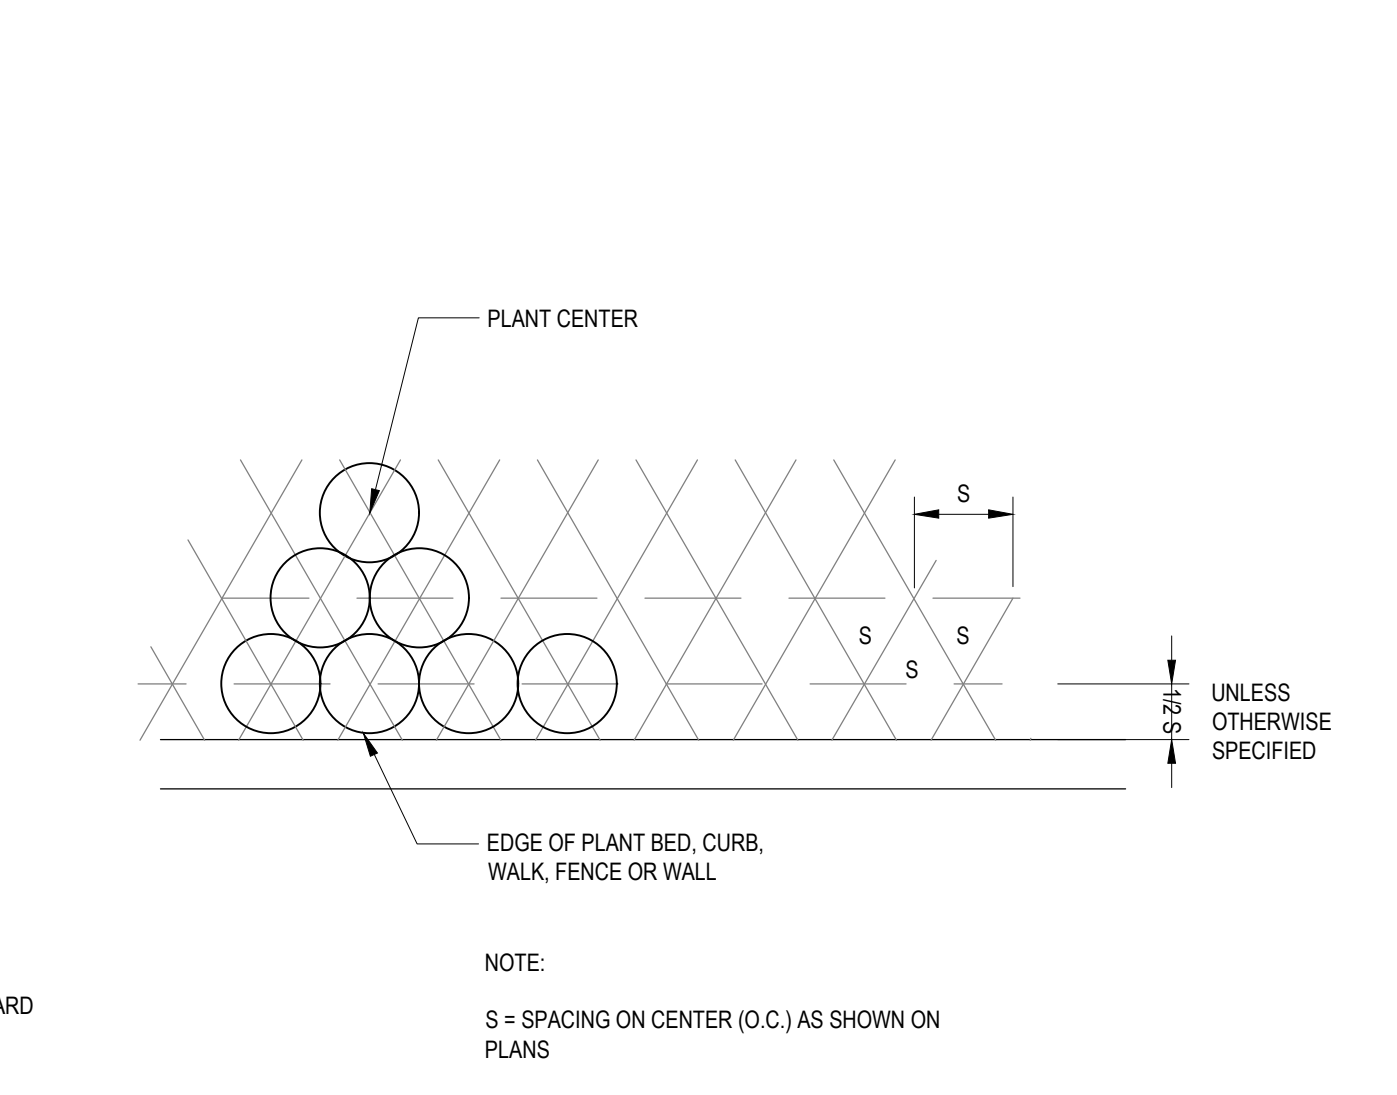 PLANT CENTER
S
S
S
S
1/2 S
UNLESS
OTHERWISE
SPECIFIED
EDGE OF PLANT BED, CURB,
WALK, FENCE OR WALL
NOTE:
ARD
S = SPACING ON CENTER (O.C.) AS SHOWN ON
PLANS